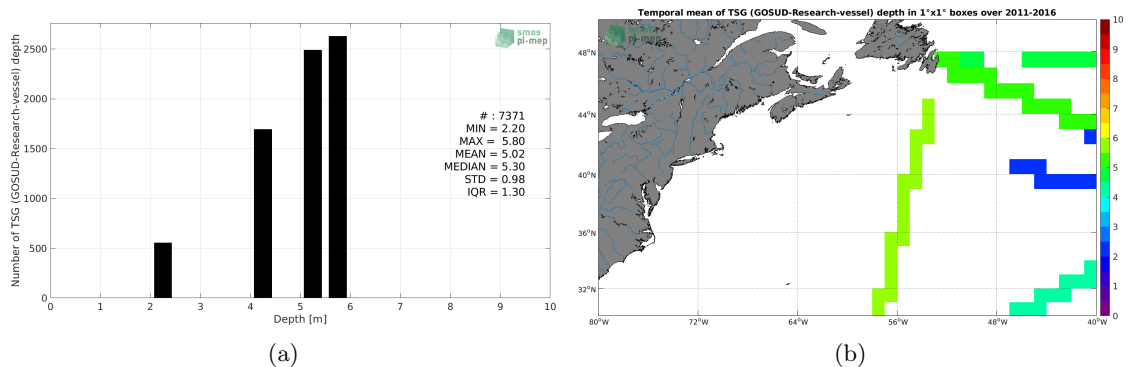 smos
pi-mep
Number of TSG (GOSUD-Research-vessel) depth
2500
2000
1500
1000
500
0
# : 7371
MIN = 2.20
MAX = 5.80
MEAN = 5.02
MEDIAN = 5.30
STD = 0.98
IQR = 1.30
0 1 2 3 4 5 6 7 8 9 10
Depth [m]
(a)
Temporal mean of TSG (GOSUD-Research-vessel) depth in 1°x1° boxes over 2011-2016
smos
pi-mep
48°N
44°N
40°N
36°N
32°N
80°W 72°W 64°W 56°W 48°W 40°W
10
9
8
7
6
5
4
3
2
1
0
(b)